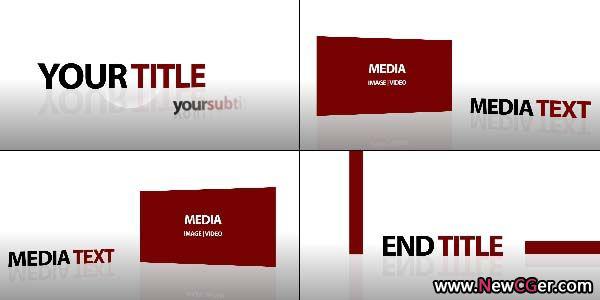 YOUR TITLE
yoursubti
MEDIA
IMAGE|VIDEO
MEDIA TEXT
MEDIA
IMAGE|VIDEO
MEDIA TEXT
END TITLE
www.NewCGer.com